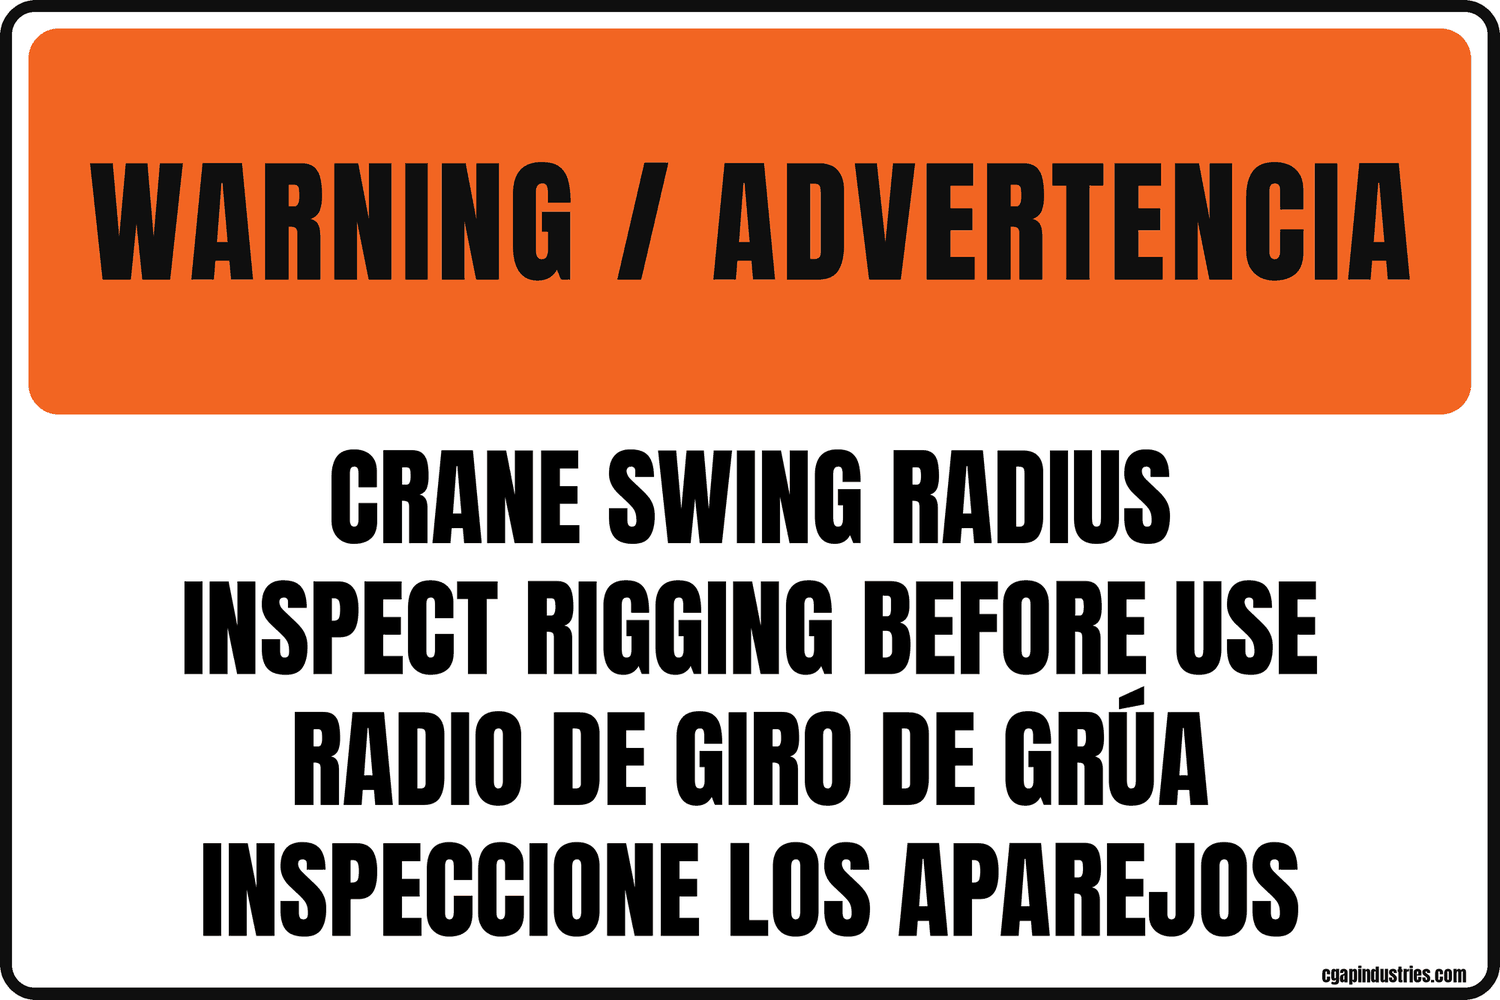 WARNING / ADVERTENCIA
CRANE SWING RADIUS
INSPECT RIGGING BEFORE USE
RADIO DE GIRO DE GRÚA
INSPECCIONE LOS APAREJOS
cgapindustries.com